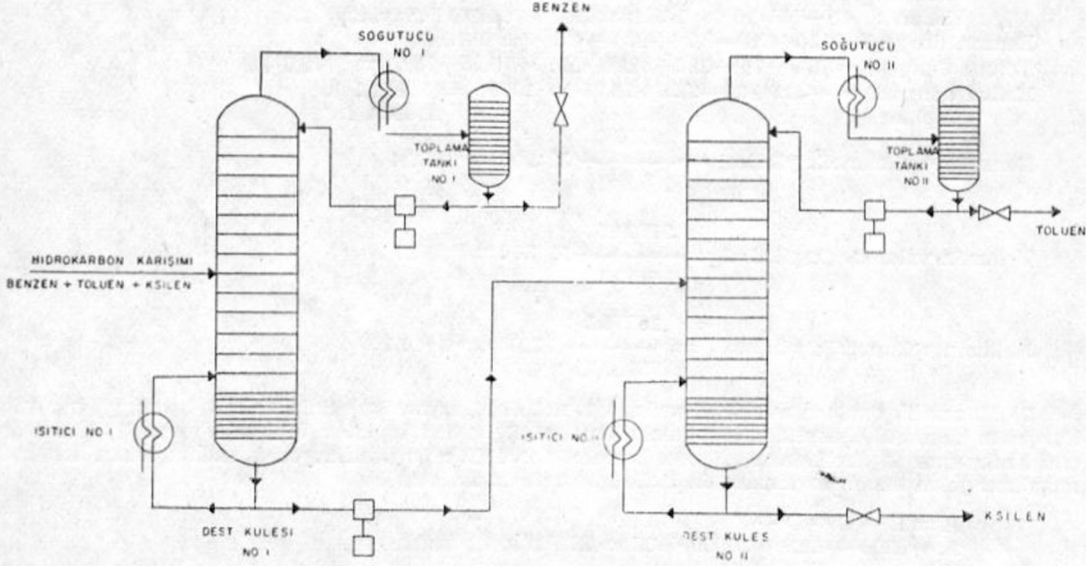 BENZEN
SOĞUTUCU
NO. I
SOĞUTUCU
NO II
TOPLAMA
TANKI
NO I
TOPLAMA
TANKI
NO II
TOLUEN
HIDROKARBON KARIŞIMI
BENZEN + TOLUEN + KSILEN
ISITICI NO I
ISITICI NO II
KSILEN
DEST KULESI
NO I
DEST KULES
NO II